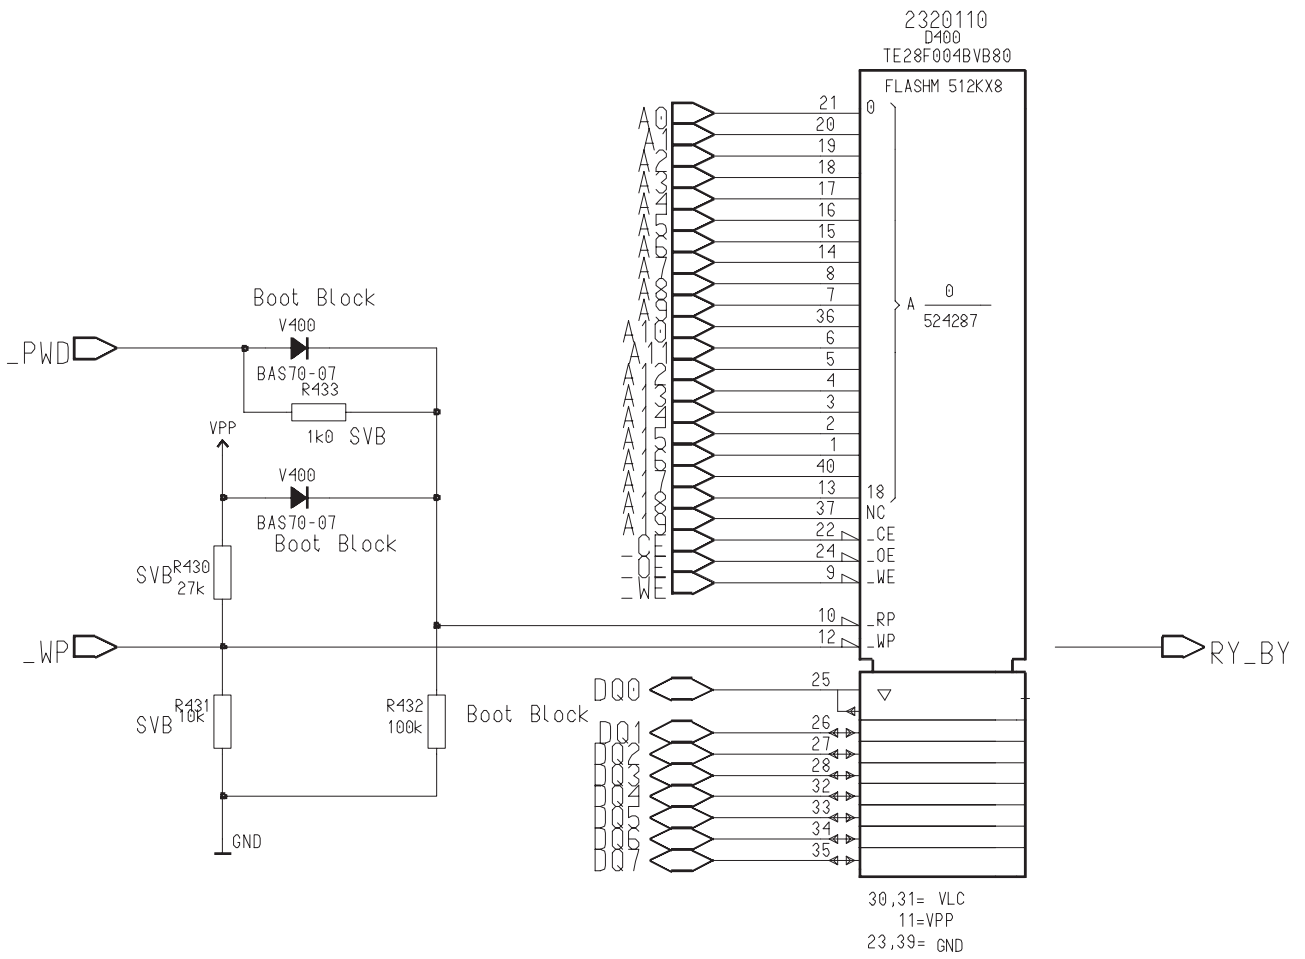 2320110
D400
TE28F004BVB80
FLASHM 512KX8
A0 21 0
A1 20
A2 19
A3 18
A4 17
A5 16
A6 15
A7 14
A8 8
A9 7
A10 36
A11 6
A12 5
A13 4
A14 3
A15 2
A16 1
A17 40
A18 13 18
A19 37 NC
_CE 22 _CE
_OE 24 _OE
_WE 9 _WE
A 0
524287
10 _RP
12 _WP
Boot Block
V400
_PWD
BAS70-07
R433
1k0 SVB
VPP
V400
BAS70-07
Boot Block
SVB R430
27k
_WP
RY_BY
R431
SVB 10k
R432
100k
Boot Block
GND
DQ0 25
DQ1 26
DQ2 27
DQ3 28
DQ4 32
DQ5 33
DQ6 34
DQ7 35
30,31= VLC
11=VPP
23,39= GND